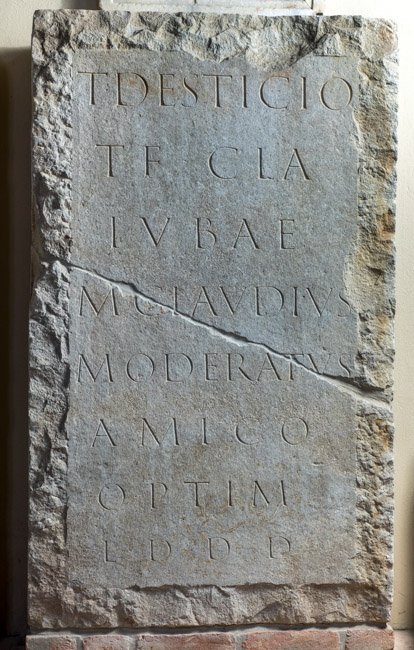 T DESTICIO
T F CLA
IVBAE
M CLAVDIVS
MODERATVS
AMICO
OPTIM
L D D D